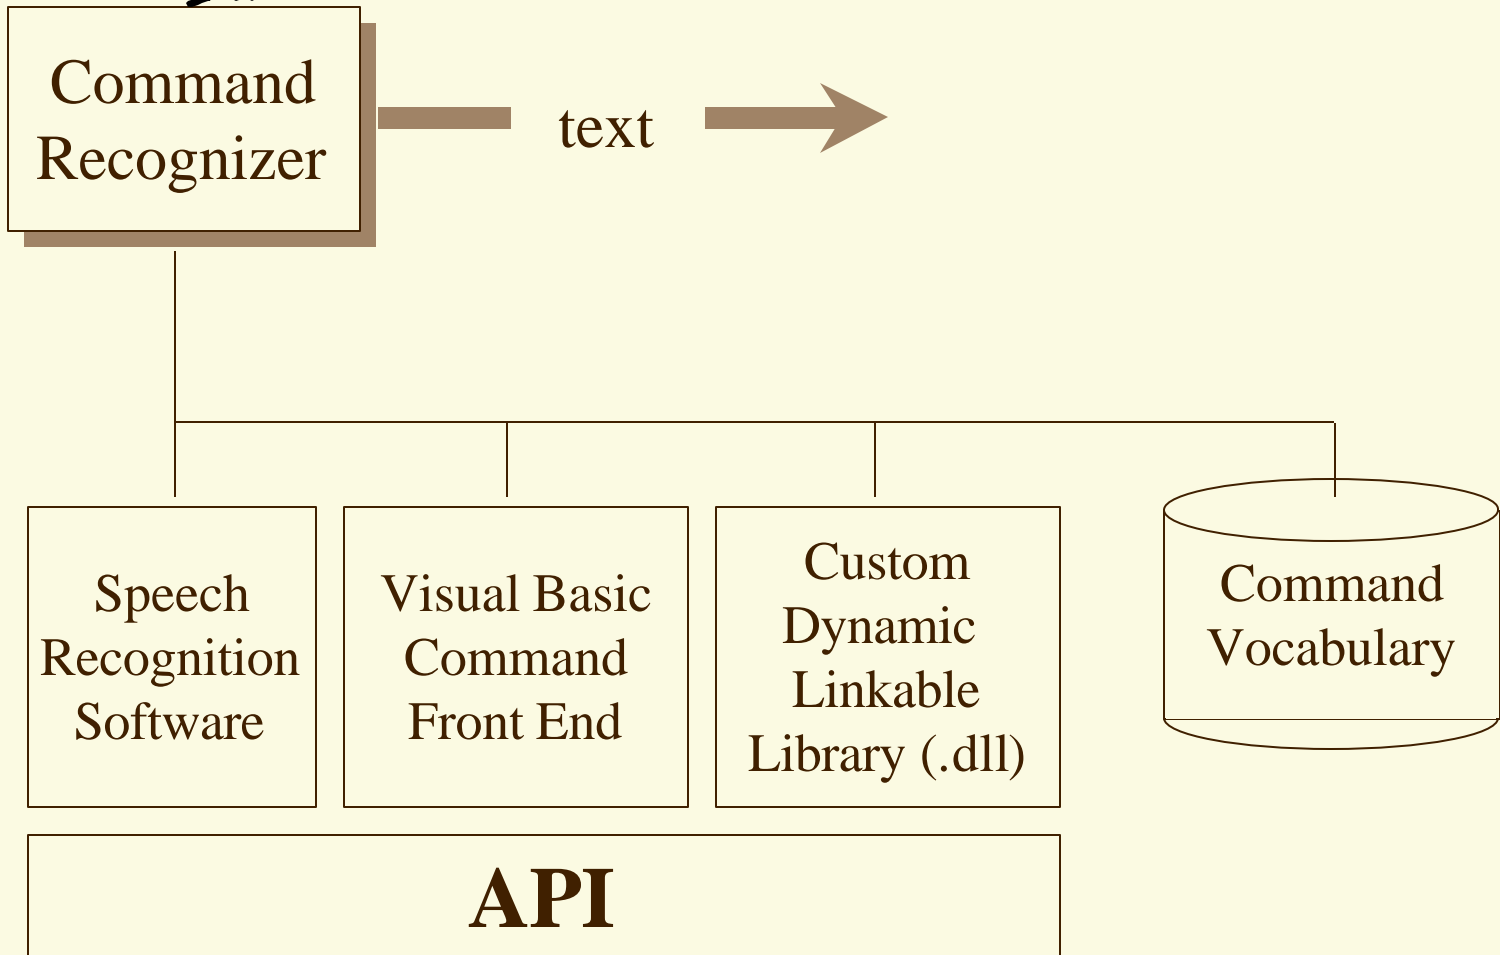 Command
Recognizer
text
Speech
Recognition
Software
Visual Basic
Command
Front End
Custom
Dynamic
Linkable
Library (.dll)
Command
Vocabulary
API